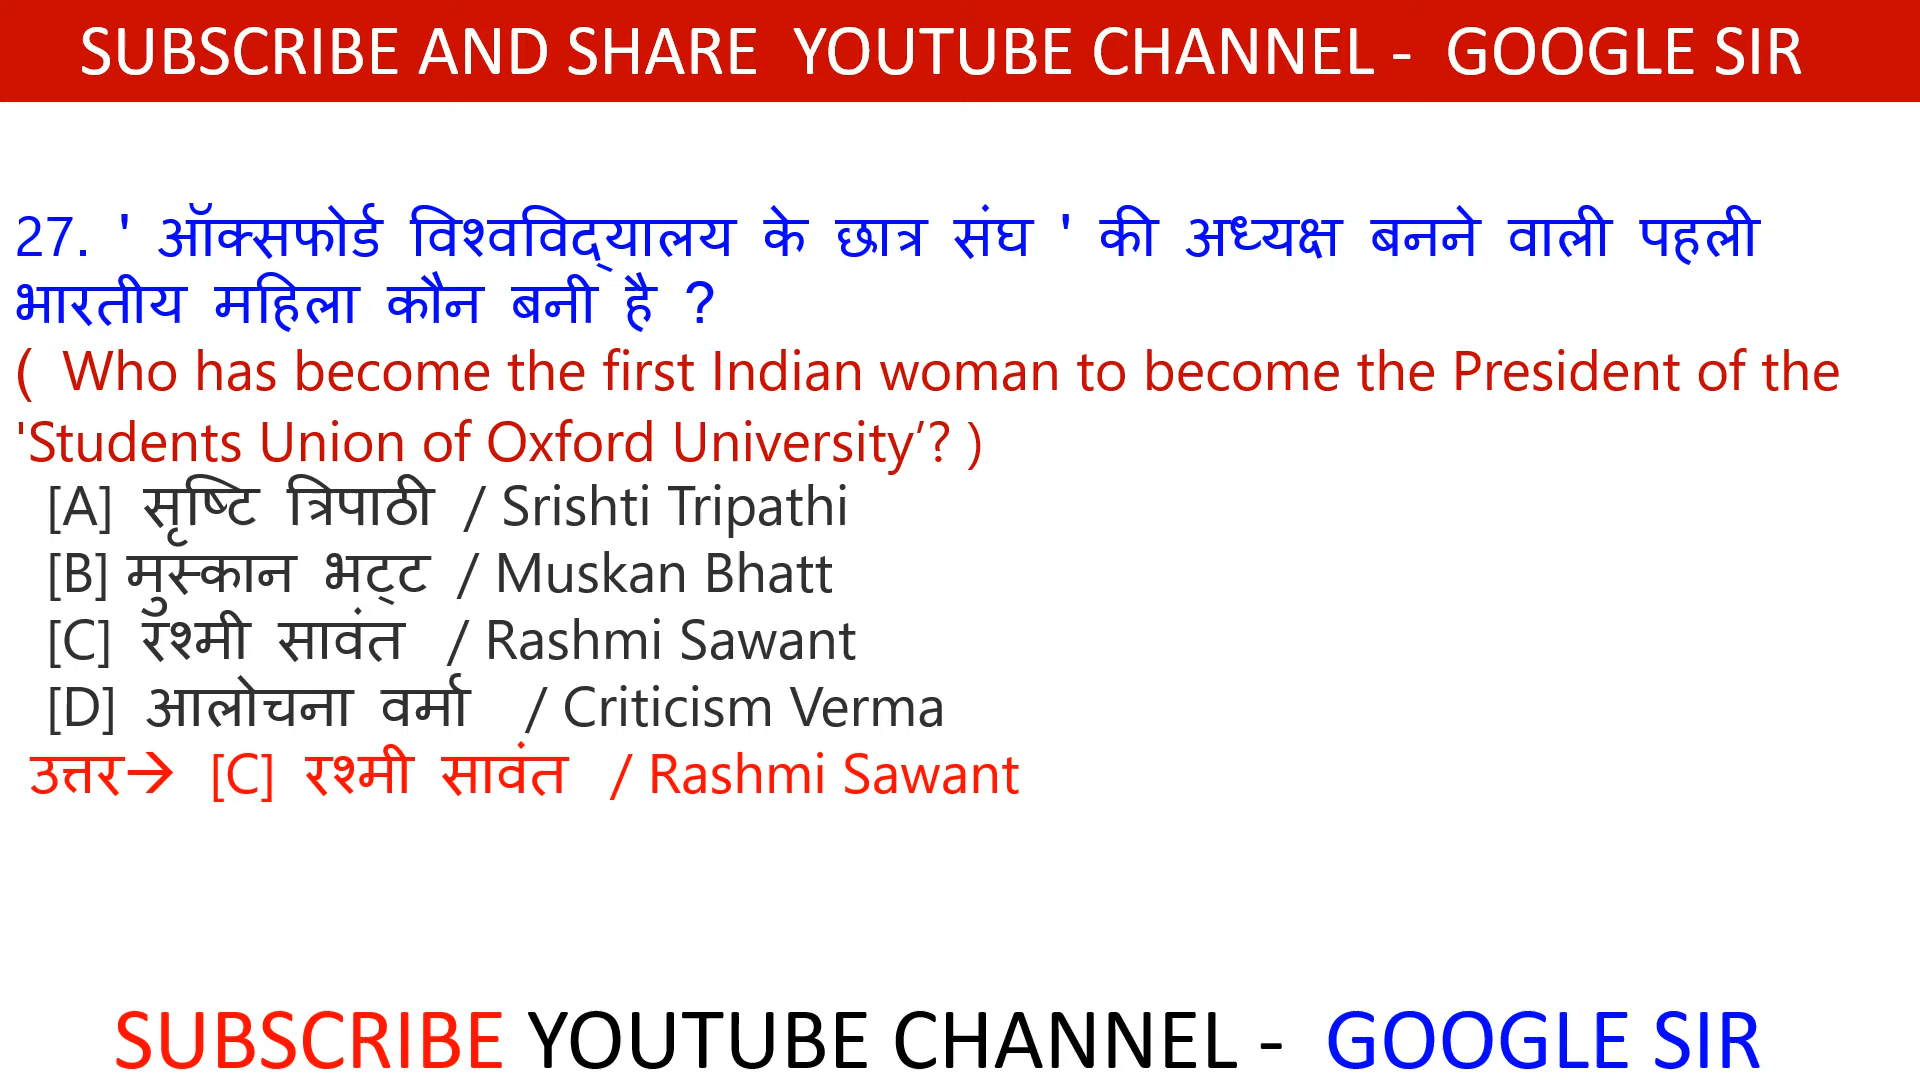 SUBSCRIBE AND SHARE YOUTUBE CHANNEL - GOOGLE SIR
27. ' ऑक्सफोर्ड विश्वविद्यालय के छात्र संघ ' की अध्यक्ष बनने वाली पहली
भारतीय महिला कौन बनी है ?
( Who has become the first Indian woman to become the President of the
'Students Union of Oxford University’? )
[A] सृष्टि त्रिपाठी / Srishti Tripathi
[B] मुस्कान भट्ट / Muskan Bhatt
[C] रश्मी सावंत / Rashmi Sawant
[D] आलोचना वर्मा / Criticism Verma
उत्तर→ [C] रश्मी सावंत / Rashmi Sawant
SUBSCRIBE YOUTUBE CHANNEL - GOOGLE SIR